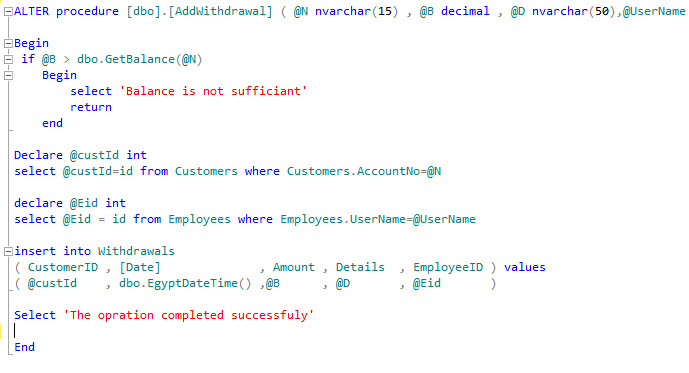 ALTER procedure [dbo].[AddWithdrawal] ( @N nvarchar(15) , @B decimal , @D nvarchar(50),@UserName
Begin
if @B > dbo.GetBalance(@N)
Begin
select 'Balance is not sufficiant'
return
end
Declare @custId int
select @custId=id from Customers where Customers.AccountNo=@N
declare @Eid int
select @Eid = id from Employees where Employees.UserName=@UserName
insert into Withdrawals
( CustomerID , [Date] , Amount , Details , EmployeeID ) values
( @custId , dbo.EgyptDateTime() ,@B , @D , @Eid )
Select 'The opration completed successfuly'
End